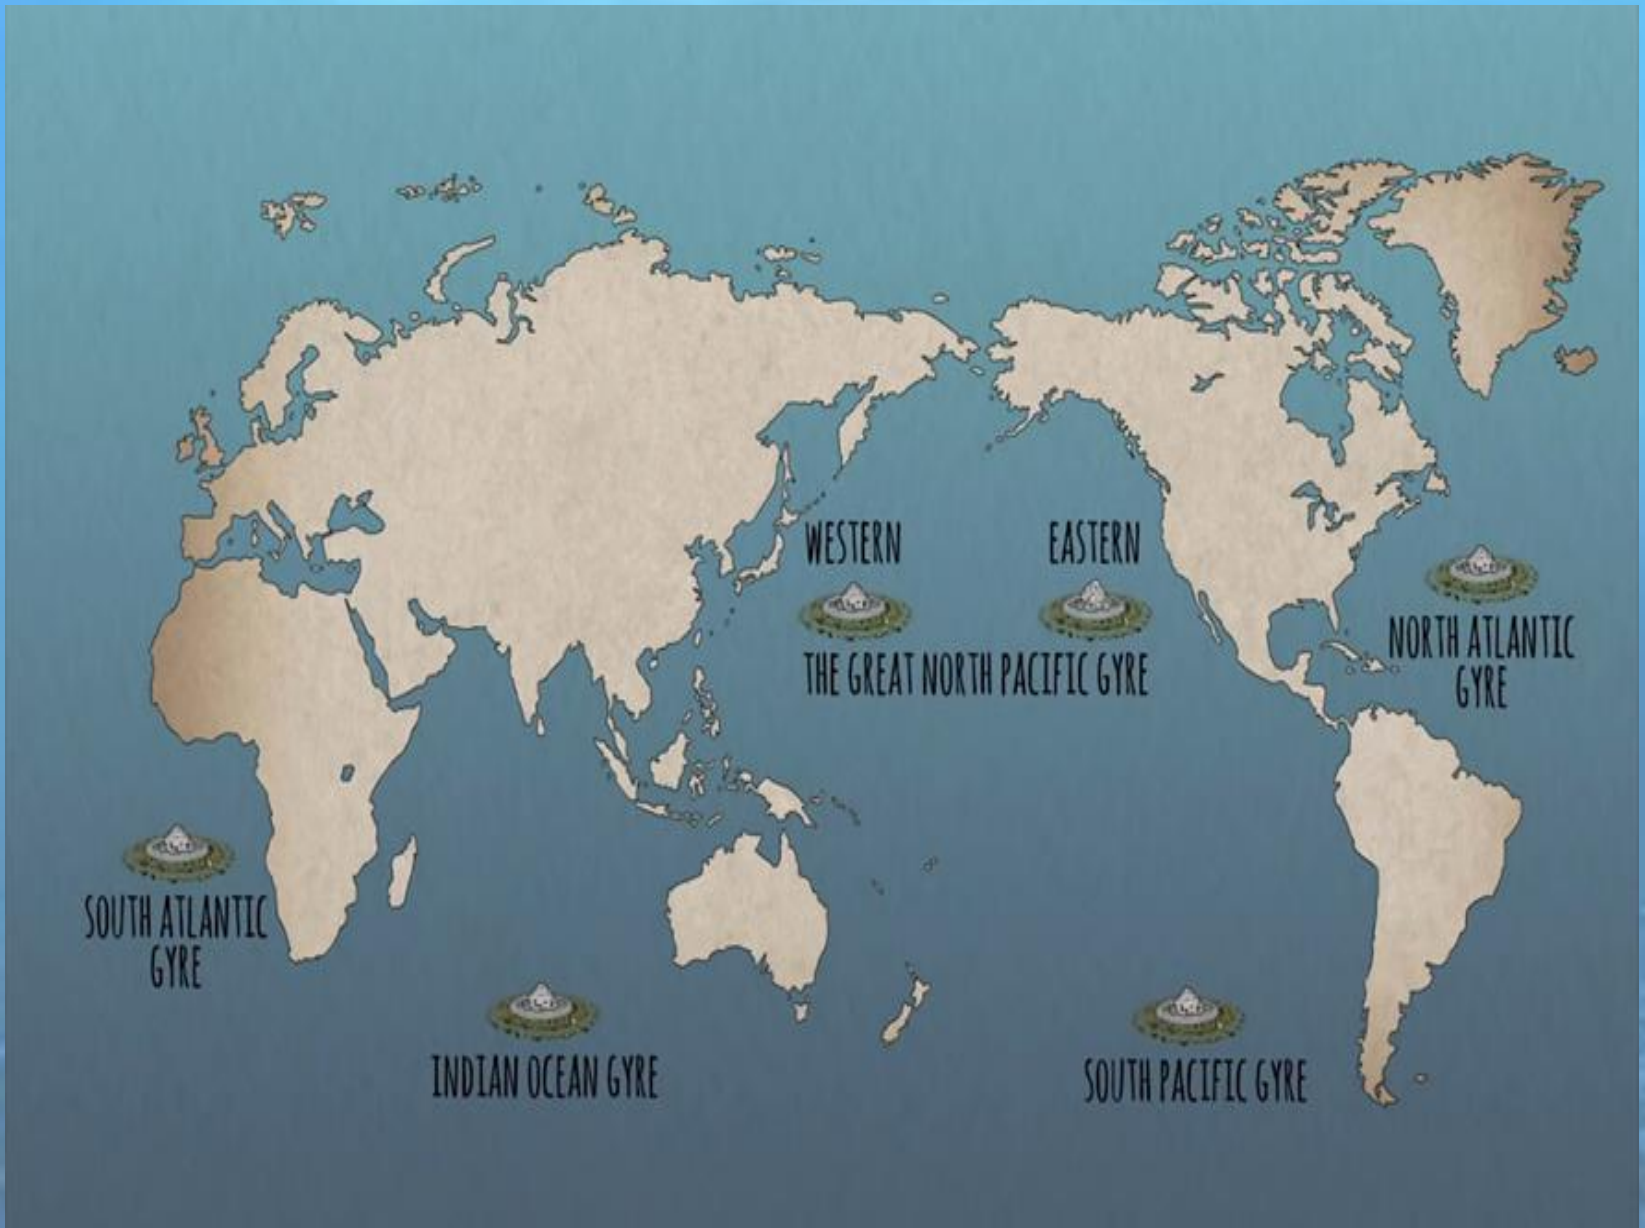 WESTERN
EASTERN
THE GREAT NORTH PACIFIC GYRE
NORTH ATLANTIC
GYRE
SOUTH ATLANTIC
GYRE
INDIAN OCEAN GYRE
SOUTH PACIFIC GYRE